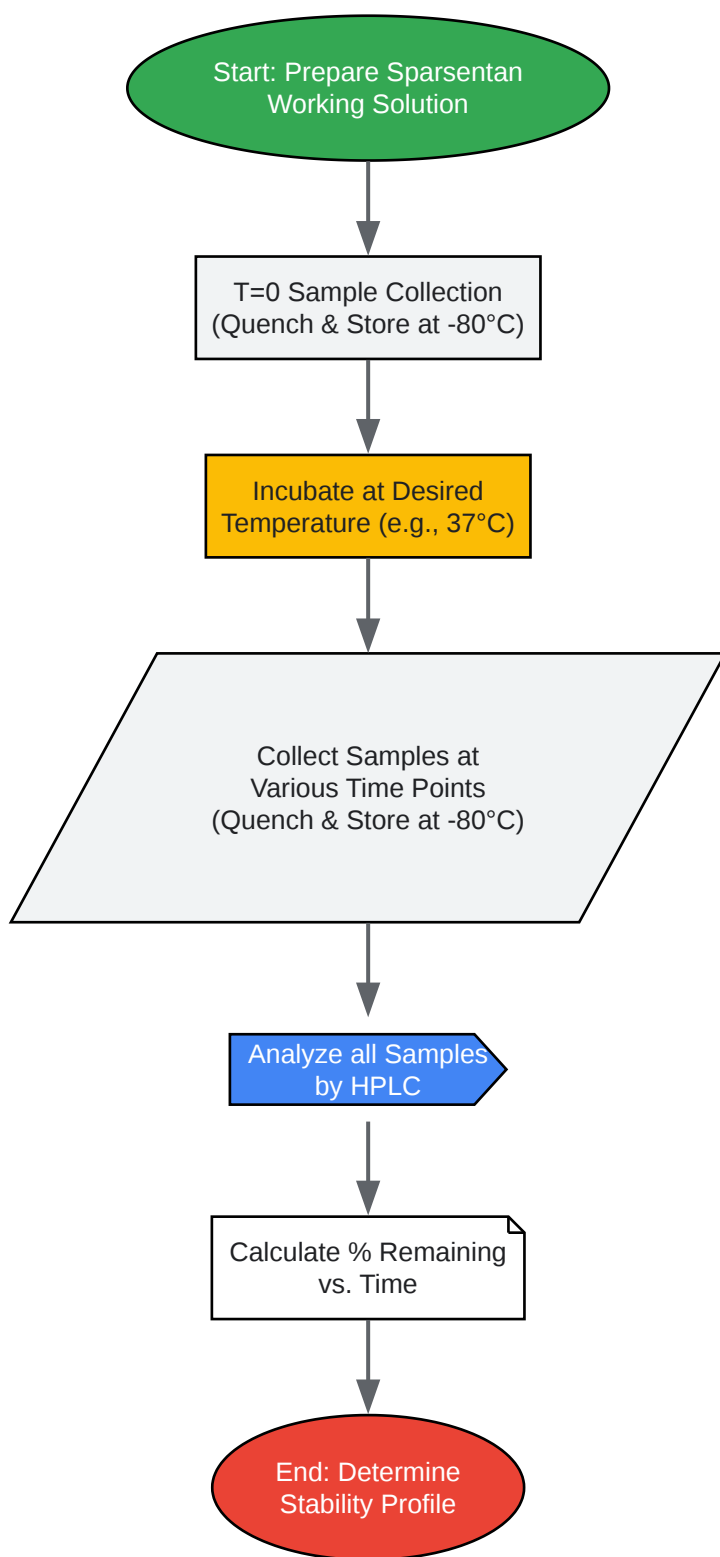 Start: Prepare Sparsentan
Working Solution
T=0 Sample Collection
(Quench & Store at -80°C)
Incubate at Desired
Temperature (e.g., 37°C)
Collect Samples at
Various Time Points
(Quench & Store at -80°C)
Analyze all Samples
by HPLC
Calculate % Remaining
vs. Time
End: Determine
Stability Profile